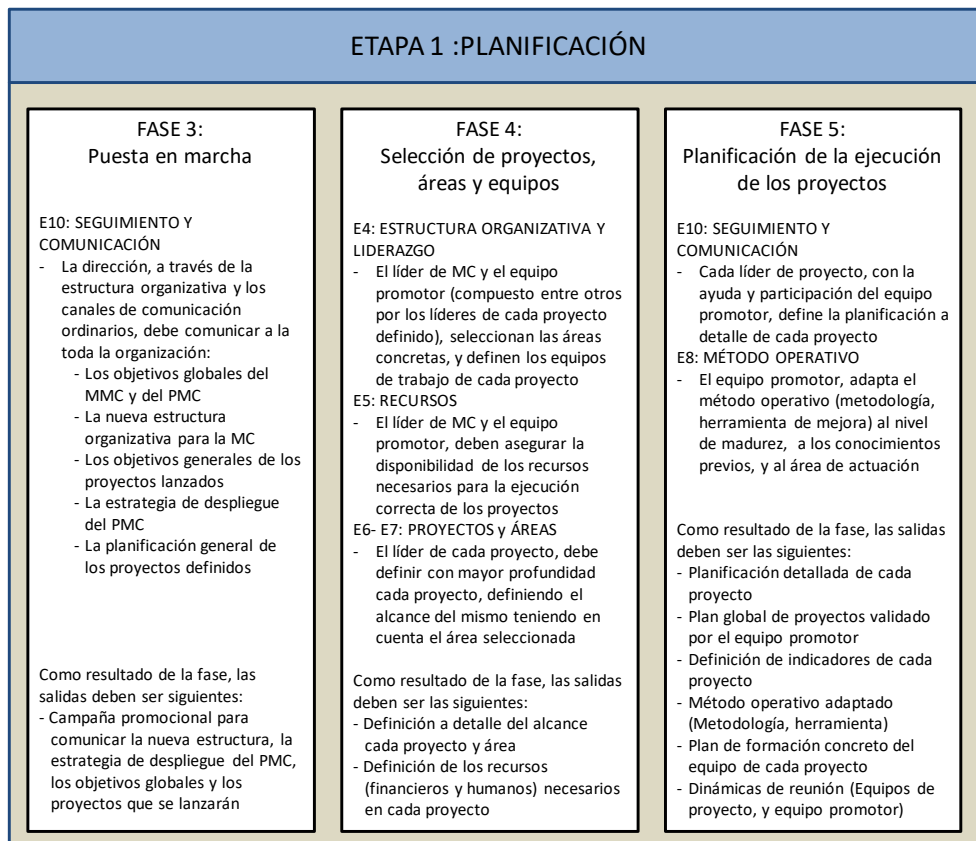 ETAPA 1 :PLANIFICACIÓN
FASE 3:
Puesta en marcha
E10: SEGUIMIENTO Y
COMUNICACIÓN
- La dirección, a través de la
estructura organizativa y los
canales de comunicación
ordinarios, debe comunicar a la
toda la organización:
- Los objetivos globales del
MMC y del PMC
- La nueva estructura
organizativa para la MC
- Los objetivos generales de los
proyectos lanzados
- La estrategia de despliegue
del PMC
- La planificación general de
los proyectos definidos
Como resultado de la fase, las
salidas deben ser siguientes:
- Campaña promocional para
comunicar la nueva estructura, la
estrategia de despliegue del PMC,
los objetivos globales y los
proyectos que se lanzarán
FASE 4:
Selección de proyectos,
áreas y equipos
E4: ESTRUCTURA ORGANIZATIVA Y
LIDERAZGO
- El líder de MC y el equipo
promotor (compuesto entre otros
por los líderes de cada proyecto
definido), seleccionan las áreas
concretas, y definen los equipos
de trabajo de cada proyecto
E5: RECURSOS
- El líder de MC y el equipo
promotor, deben asegurar la
disponibilidad de los recursos
necesarios para la ejecución
correcta de los proyectos
E6- E7: PROYECTOS y ÁREAS
- El líder de cada proyecto, debe
definir con mayor profundidad
cada proyecto, definiendo el
alcance del mismo teniendo en
cuenta el área seleccionada
Como resultado de la fase, las salidas
deben ser las siguientes:
- Definición a detalle del alcance
cada proyecto y área
- Definición de los recursos
(financieros y humanos) necesarios
en cada proyecto
FASE 5:
Planificación de la ejecución
de los proyectos
E10: SEGUIMIENTO Y
COMUNICACIÓN
- Cada líder de proyecto, con la
ayuda y participación del equipo
promotor, define la planificación a
detalle de cada proyecto
E8: MÉTODO OPERATIVO
- El equipo promotor, adapta el
método operativo (metodología,
herramienta de mejora) al nivel
de madurez, a los conocimientos
previos, y al área de actuación
Como resultado de la fase, las salidas
deben ser las siguientes:
- Planificación detallada de cada
proyecto
- Plan global de proyectos validado
por el equipo promotor
- Definición de indicadores de cada
proyecto
- Método operativo adaptado
(Metodología, herramienta)
- Plan de formación concreto del
equipo de cada proyecto
- Dinámicas de reunión (Equipos de
proyecto, y equipo promotor)